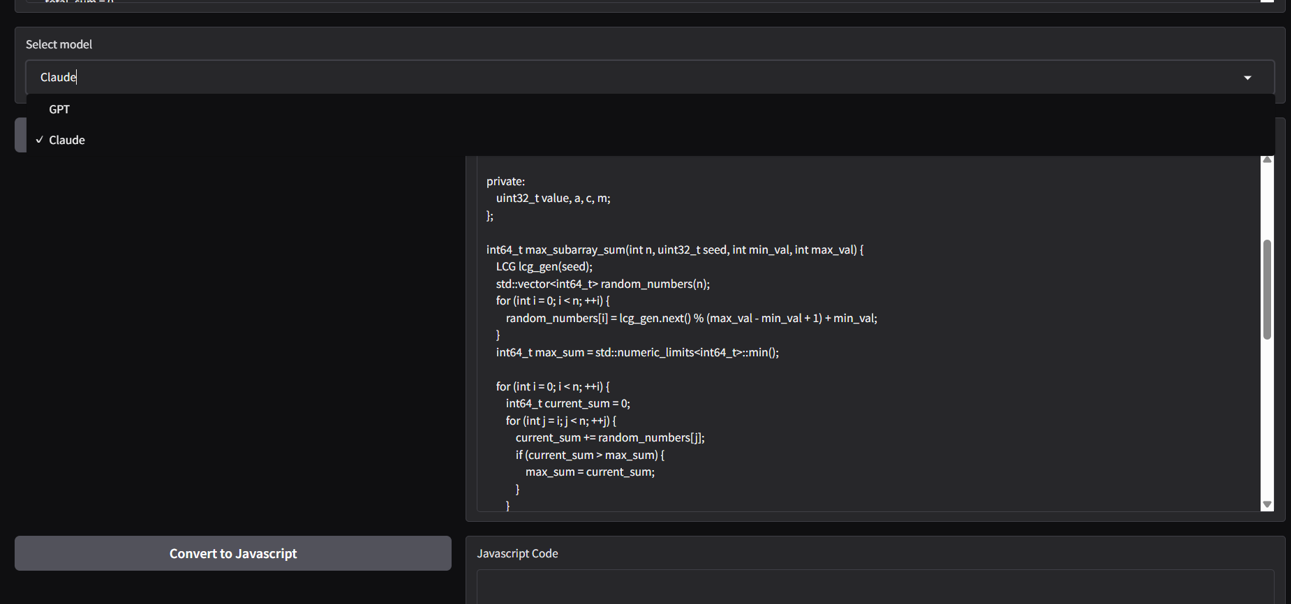 total_sum = 0
Select model
Claude
GPT
✓ Claude
private:
uint32_t value, a, c, m;
};
int64_t max_subarray_sum(int n, uint32_t seed, int min_val, int max_val) {
LCG lcg_gen(seed);
std::vector<int64_t> random_numbers(n);
for (int i = 0; i < n; ++i) {
random_numbers[i] = lcg_gen.next() % (max_val - min_val + 1) + min_val;
}
int64_t max_sum = std::numeric_limits<int64_t>::min();
for (int i = 0; i < n; ++i) {
int64_t current_sum = 0;
for (int j = i; j < n; ++j) {
current_sum += random_numbers[j];
if (current_sum > max_sum) {
max_sum = current_sum;
}
}
Convert to Javascript
Javascript Code